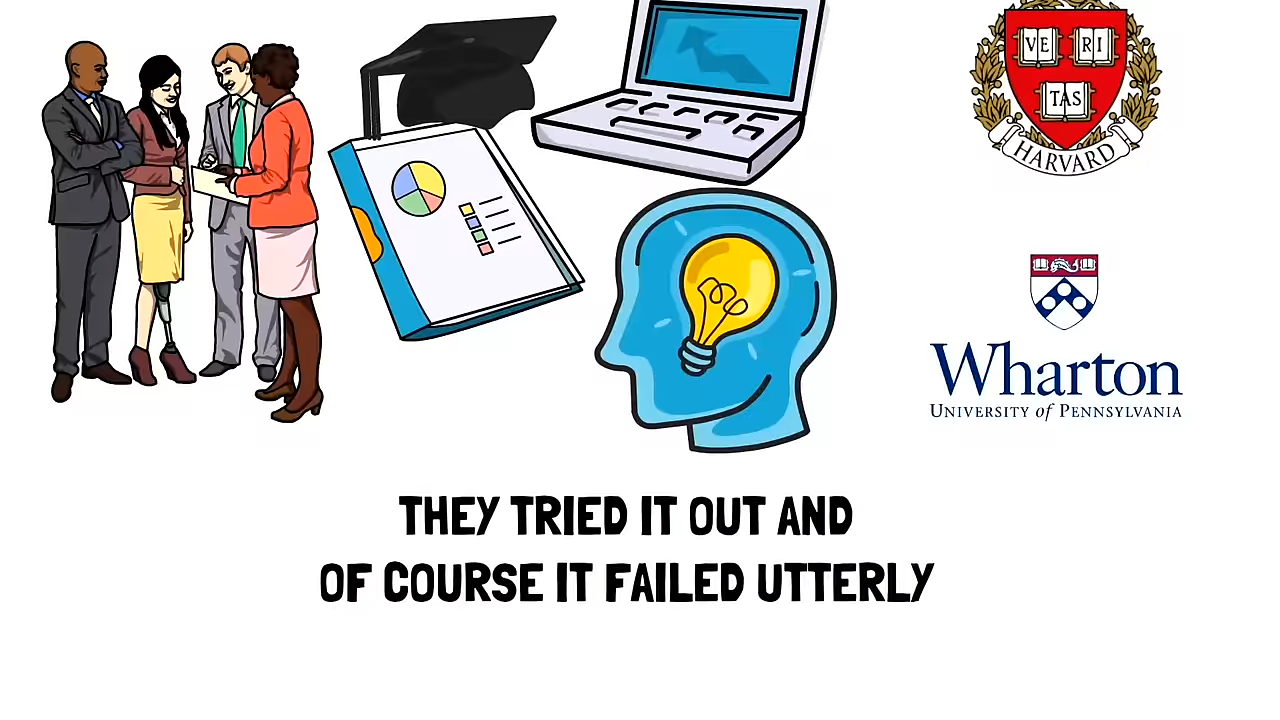 VE RI
TAS
HARVARD
Wharton
UNIVERSITY of PENNSYLVANIA
THEY TRIED IT OUT AND
OF COURSE IT FAILED UTTERLY